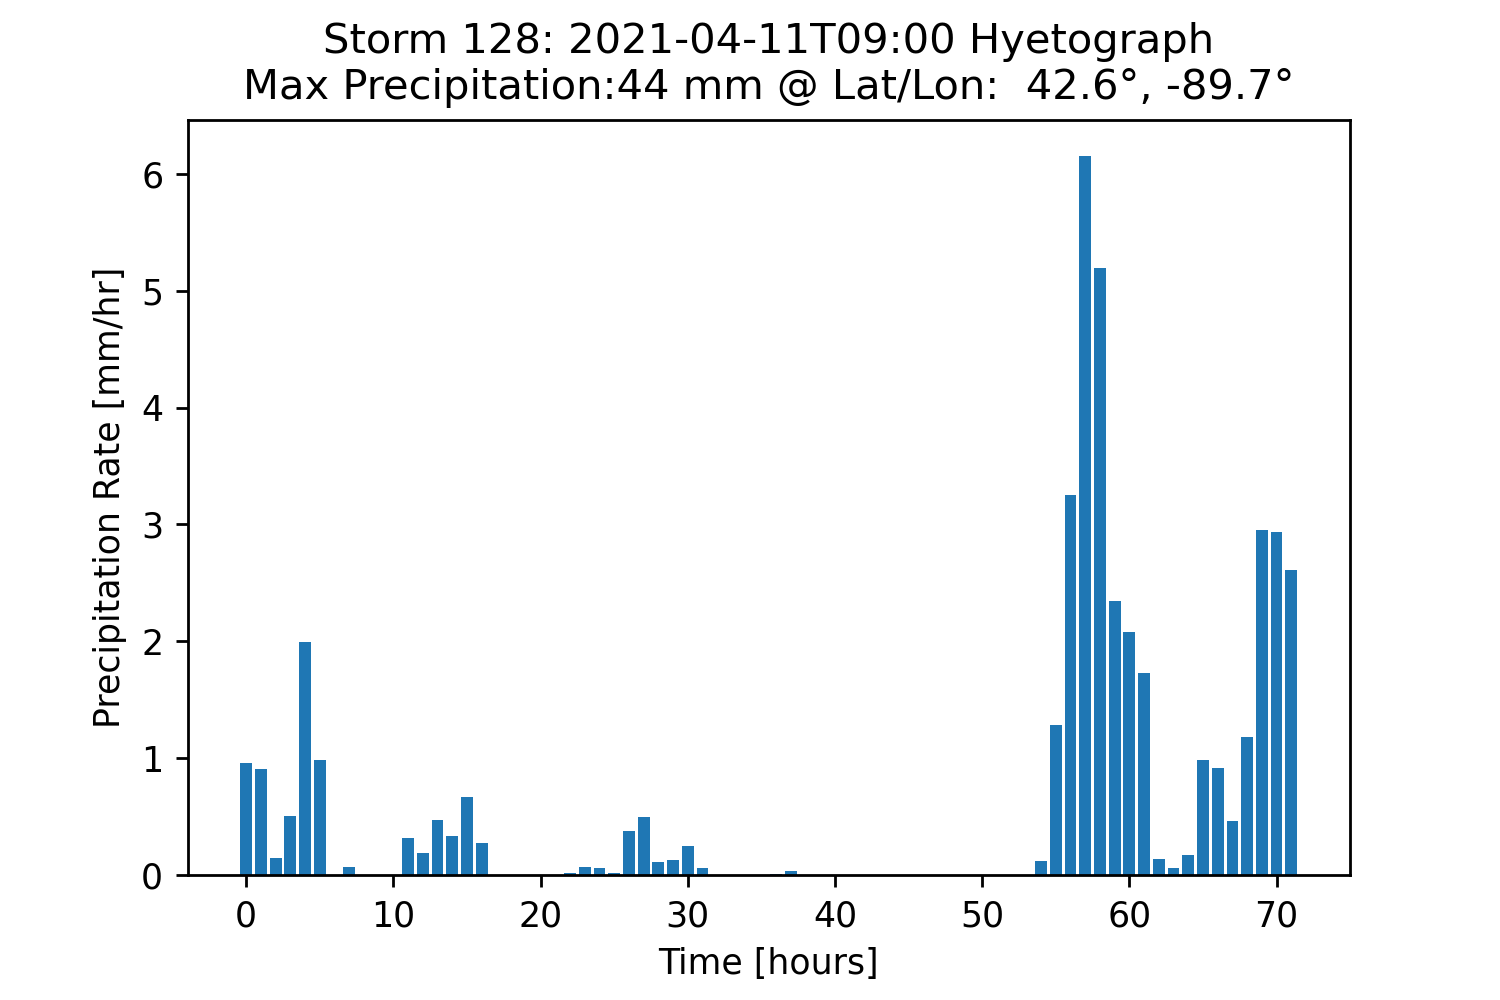 Storm 128: 2021-04-11T09:00 Hyetograph
Max Precipitation:44 mm @ Lat/Lon:  42.6°, -89.7°
Precipitation Rate [mm/hr]
6
5
4
3
2
1
0
0 10 20 30 40 50 60 70
Time [hours]